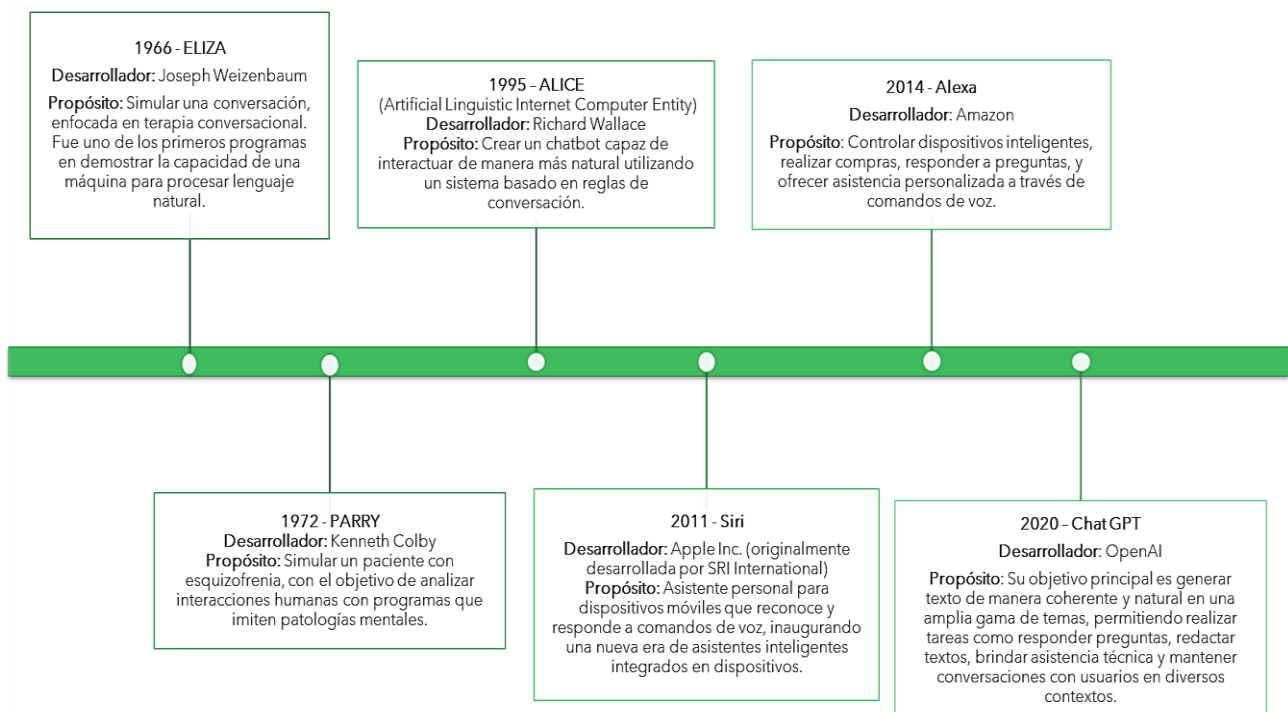 1966 - ELIZA
Desarrollador: Joseph Weizenbaum
Propósito: Simular una conversación,
enfocada en terapia conversacional.
Fue uno de los primeros programas
en demostrar la capacidad de una
máquina para procesar lenguaje
natural.
1995 – ALICE
(Artificial Linguistic Internet Computer Entity)
Desarrollador: Richard Wallace
Propósito: Crear un chatbot capaz de
interactuar de manera más natural utilizando
un sistema basado en reglas de
conversación.
2014 - Alexa
Desarrollador: Amazon
Propósito: Controlar dispositivos inteligentes,
realizar compras, responder a preguntas, y
ofrecer asistencia personalizada a través de
comandos de voz.
1972 - PARRY
Desarrollador: Kenneth Colby
Propósito: Simular un paciente con
esquizofrenia, con el objetivo de analizar
interacciones humanas con programas que
imiten patologías mentales.
2011 - Siri
Desarrollador: Apple Inc. (originalmente
desarrollada por SRI International)
Propósito: Asistente personal para
dispositivos móviles que reconoce y
responde a comandos de voz, inaugurando
una nueva era de asistentes inteligentes
integrados en dispositivos.
2020 – Chat GPT
Desarrollador: OpenAI
Propósito: Su objetivo principal es generar
texto de manera coherente y natural en una
amplia gama de temas, permitiendo realizar
tareas como responder preguntas, redactar
textos, brindar asistencia técnica y mantener
conversaciones con usuarios en diversos
contextos.